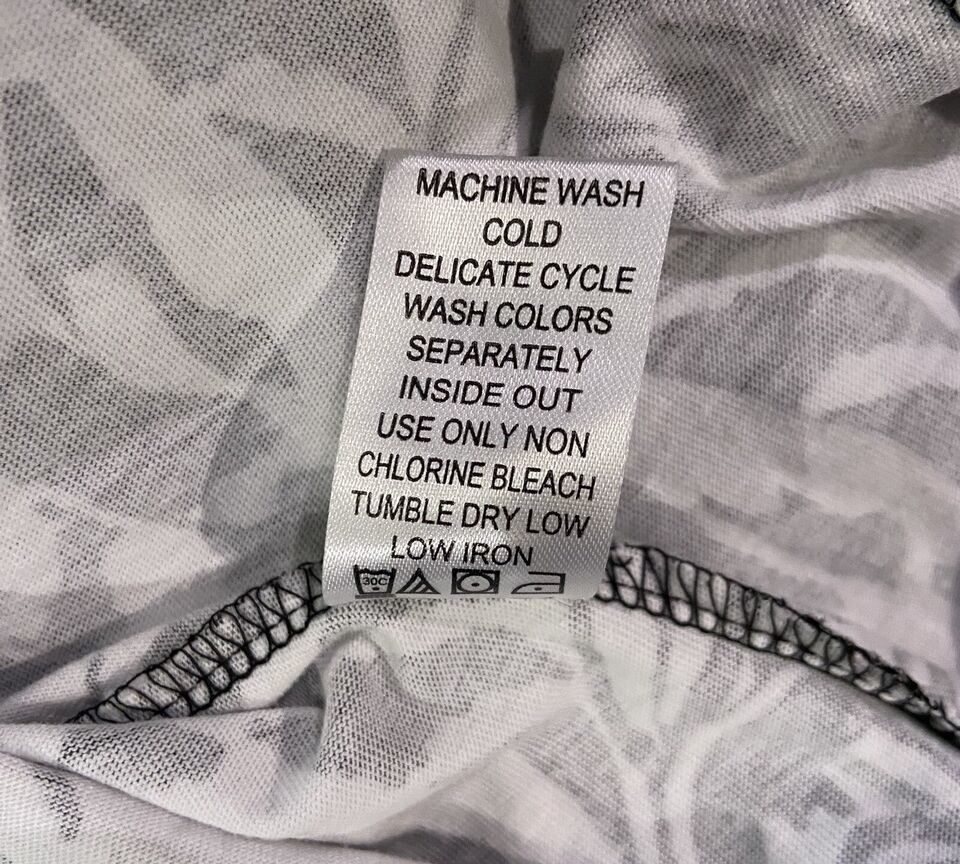 MACHINE WASH
COLD
DELICATE CYCLE
WASH COLORS
SEPARATELY
INSIDE OUT
USE ONLY NON
CHLORINE BLEACH
TUMBLE DRY LOW
LOW IRON
30C